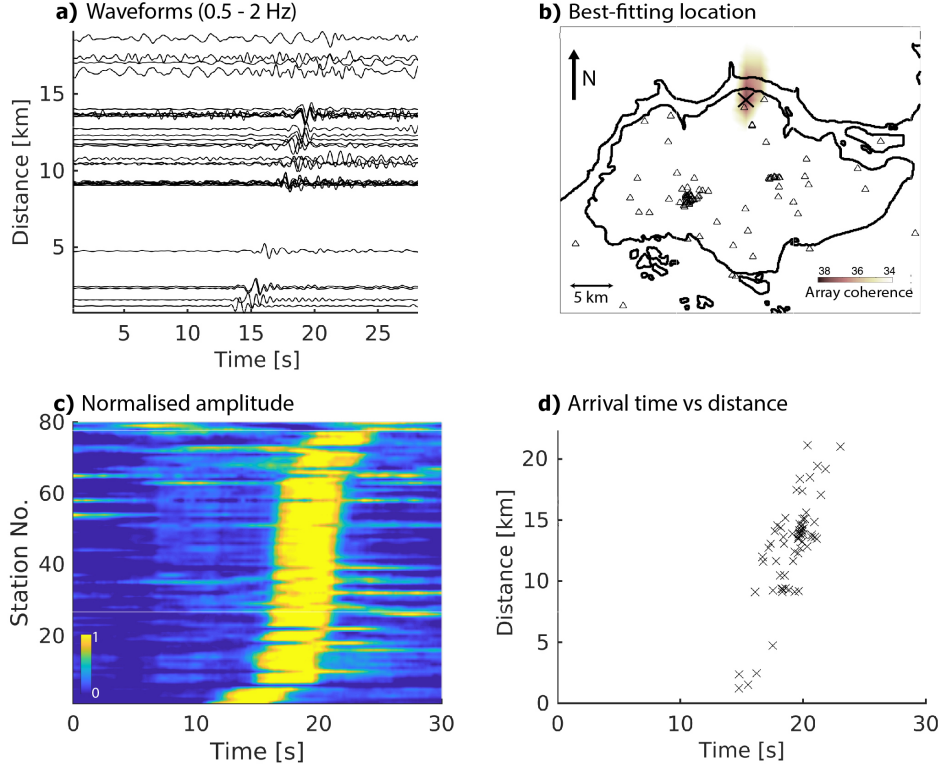 a) Waveforms (0.5 - 2 Hz)
Distance [km]
15
10
5
5
10
15
20
25
Time [s]
b) Best-fitting location
N
38
36
34
Array coherence
5 km
c) Normalised amplitude
Station No.
80
60
40
20
1
0
0
10
20
30
Time [s]
d) Arrival time vs distance
Distance [km]
20
15
10
5
0
0
10
20
30
Time [s]